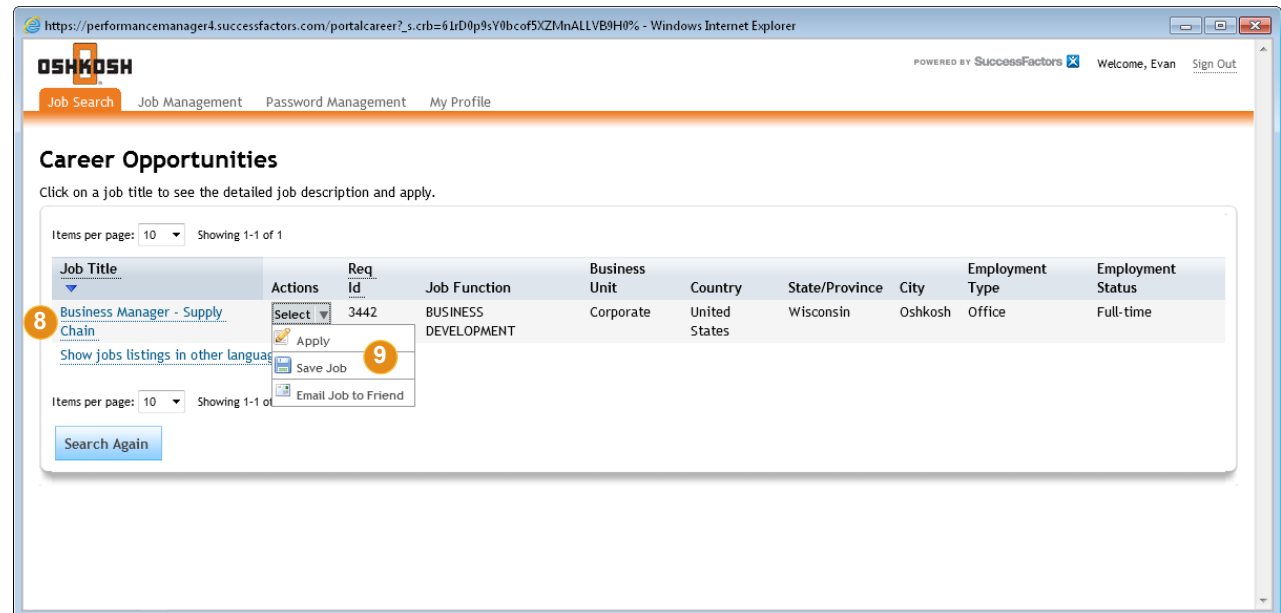 https://performancemanager4.successfactors.com/portalcareer?_s.crb=61rD0p9sY0bcof5XZMnALLVB9H0% - Windows Internet Explorer
OSHKOSH
POWERED BY SuccessFactors Welcome, Evan Sign Out
Job Search Job Management Password Management My Profile
Career Opportunities
Click on a job title to see the detailed job description and apply.
Items per page: 10 Showing 1-1 of 1
Job Title Req Business Employment Employment
Actions Id Job Function Unit Country State/Province City Type Status
8 Business Manager - Supply Select 3442 BUSINESS Corporate United Wisconsin Oshkosh Office Full-time
Chain DEVELOPMENT States
Apply
Show jobs listings in other languag 9
Save Job
Email Job to Friend
Items per page: 10 Showing 1-1 of
Search Again